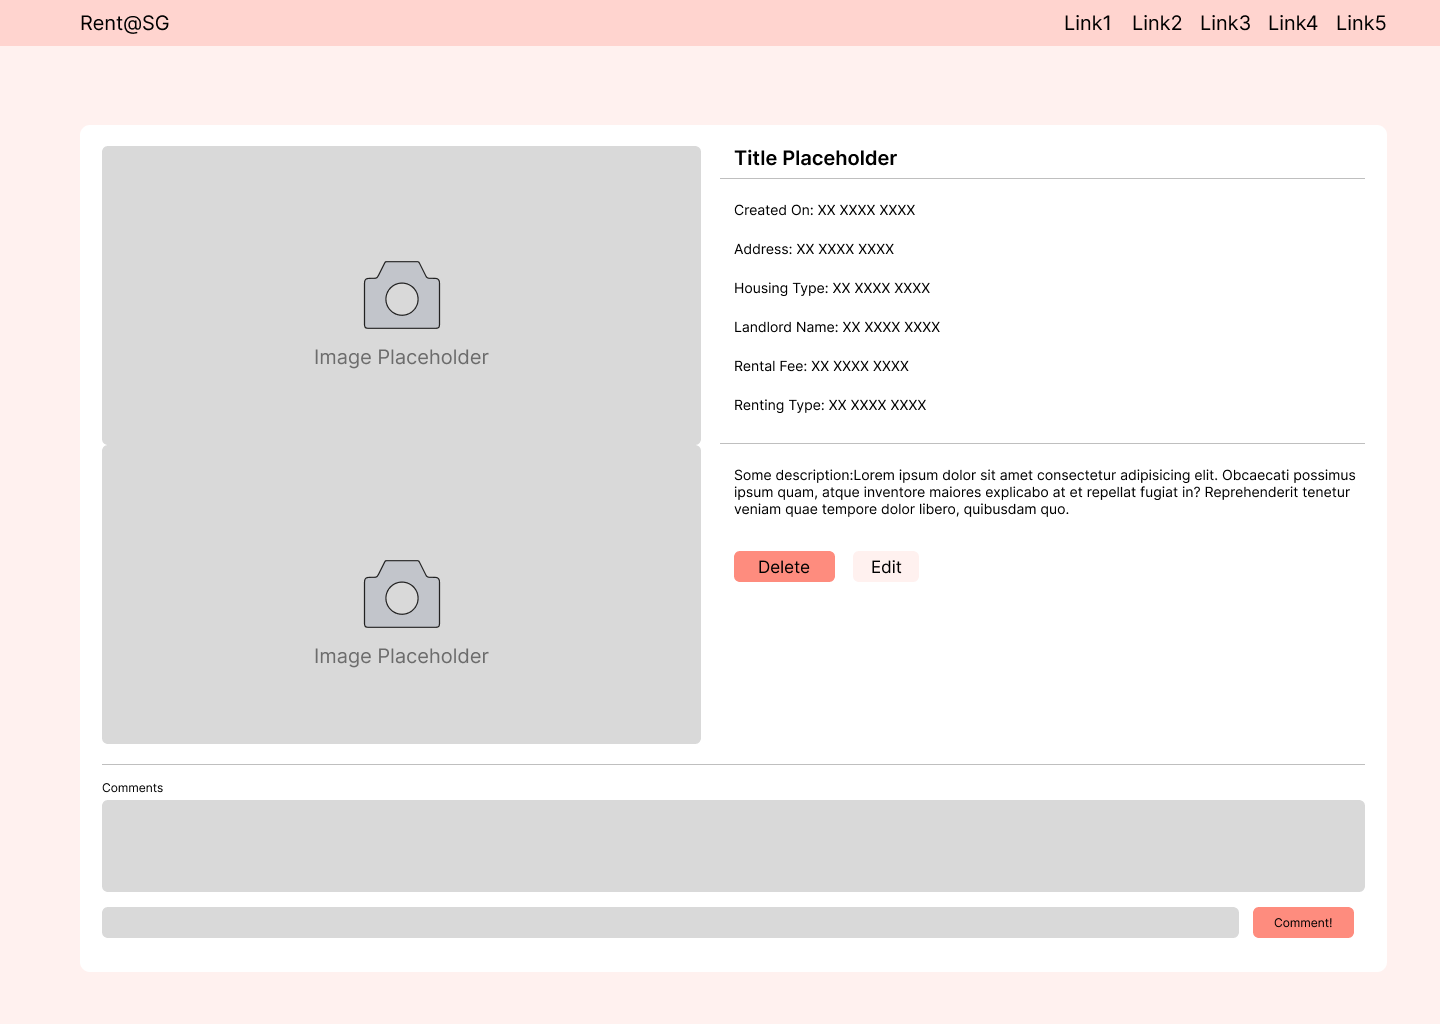 Rent@SG
Link1 Link2 Link3 Link4 Link5
Image Placeholder
Image Placeholder
Title Placeholder
Created On: XX XXXX XXXX
Address: XX XXXX XXXX
Housing Type: XX XXXX XXXX
Landlord Name: XX XXXX XXXX
Rental Fee: XX XXXX XXXX
Renting Type: XX XXXX XXXX
Some description:Lorem ipsum dolor sit amet consectetur adipisicing elit. Obcaecati possimus
ipsum quam, atque inventore maiores explicabo at et repellat fugiat in? Reprehenderit tenetur
veniam quae tempore dolor libero, quibusdam quo.
Delete Edit
Comments
Comment!